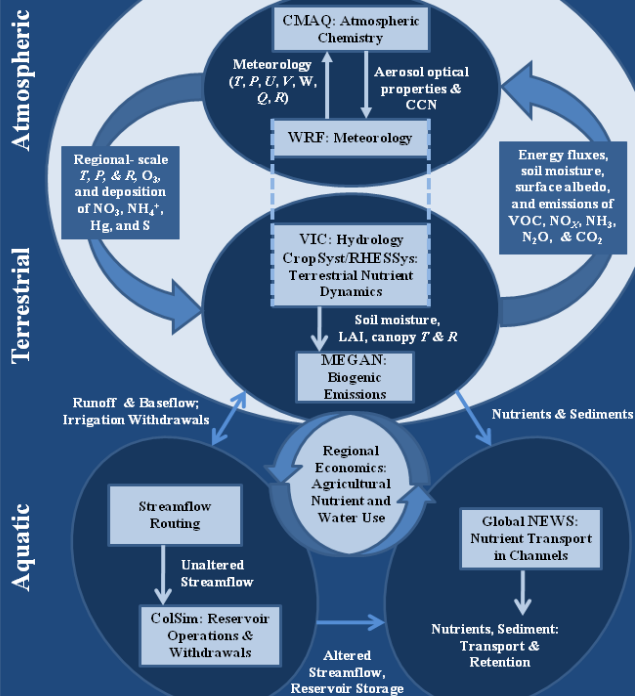 Atmospheric
CMAQ: Atmospheric
Chemistry
Meteorology
(T, P, U, V, W,
Q, R)
Aerosol optical
properties &
CCN
WRF: Meteorology
Regional- scale
T, P, & R, O₃,
and deposition
of NO₃, NH₄⁺,
Hg, and S
Energy fluxes,
soil moisture,
surface albedo,
and emissions of
VOC, NOX, NH₃,
N₂O, & CO₂
Terrestrial
VIC: Hydrology
CropSyst/RHESSys:
Terrestrial Nutrient
Dynamics
Soil moisture,
LAI, canopy T & R
MEGAN:
Biogenic
Emissions
Runoff & Baseflow;
Irrigation Withdrawals
Nutrients & Sediments
Regional
Economics:
Agricultural
Nutrient and
Water Use
Aquatic
Streamflow
Routing
Unaltered
Streamflow
ColSim: Reservoir
Operations &
Withdrawals
Altered
Streamflow,
Reservoir Storage
Global NEWS:
Nutrient Transport
in Channels
Nutrients, Sediment:
Transport &
Retention